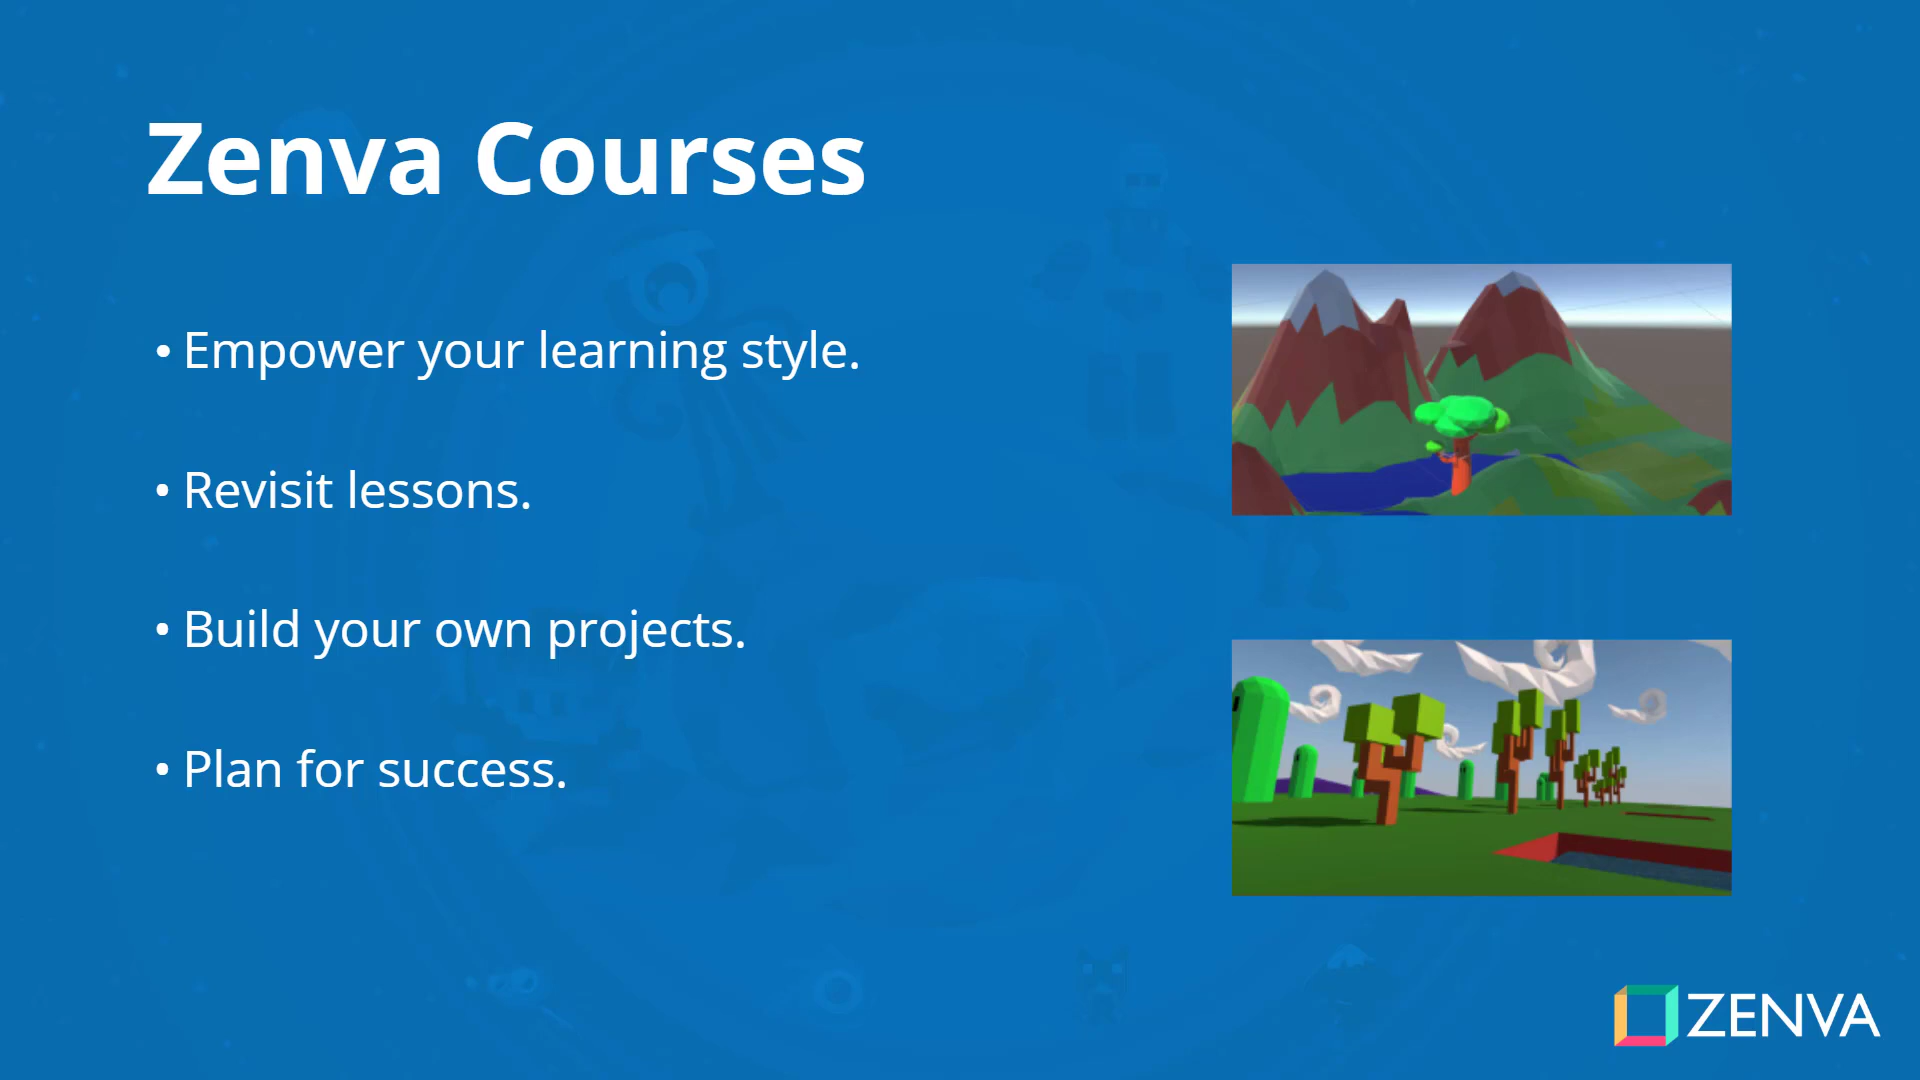 Zenva Courses
• Empower your learning style.
• Revisit lessons.
• Build your own projects.
• Plan for success.
ZENVA